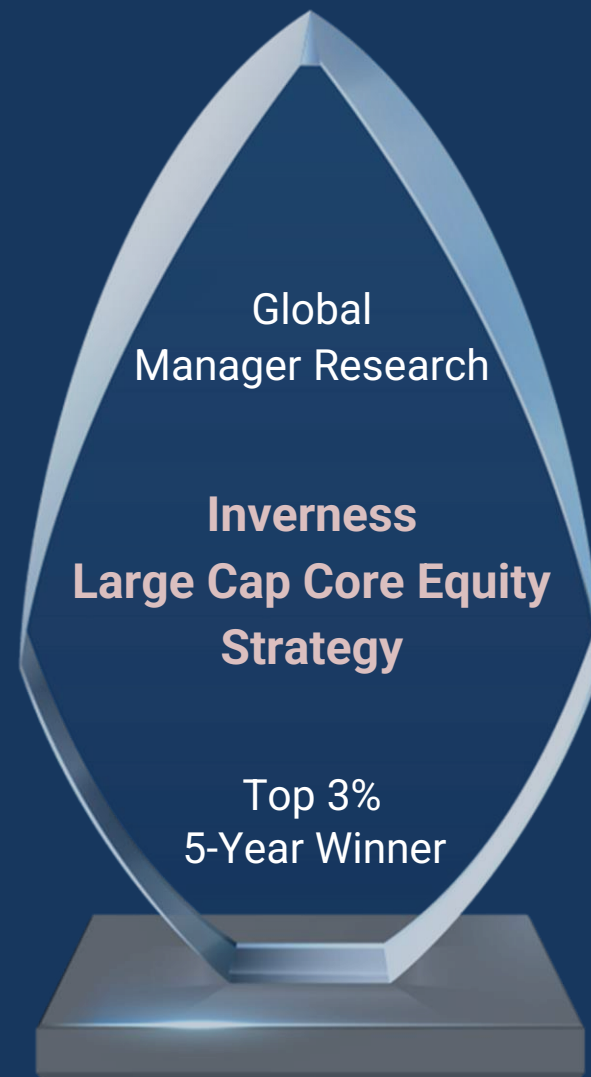 Global
Manager Research
Inverness
Large Cap Core Equity
Strategy
Top 3%
5-Year Winner